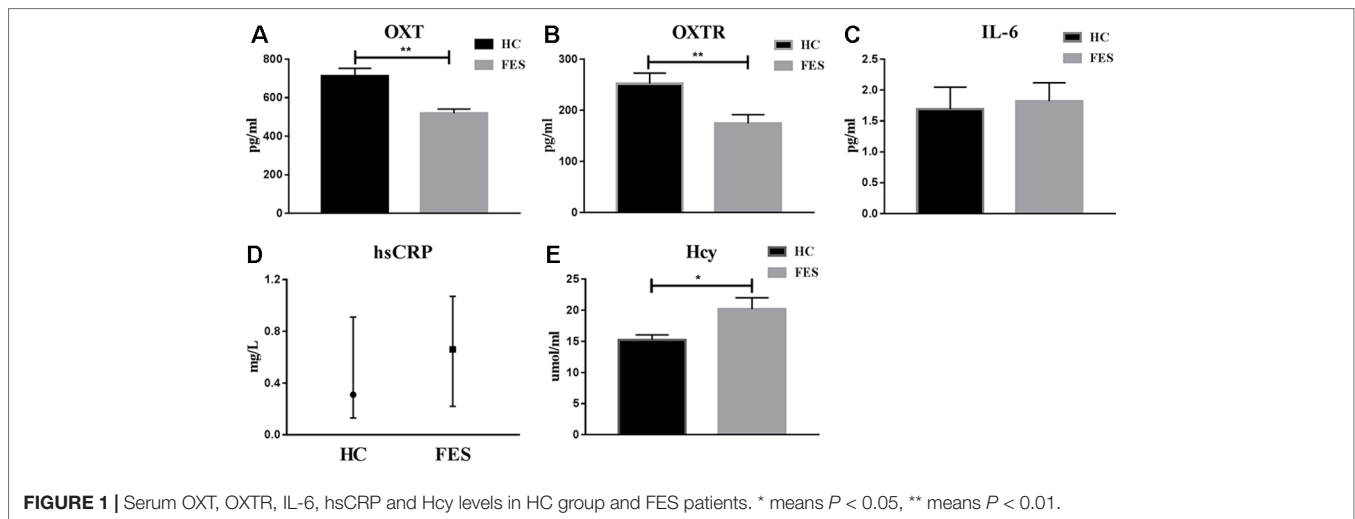 A
OXT
HC
FES
**
800
600
400
200
0
pg/ml
B
OXTR
HC
FES
**
300
200
100
0
pg/ml
C
IL-6
HC
FES
2.5
2.0
1.5
1.0
0.5
0.0
pg/ml
D
hsCRP
1.2
0.8
0.4
0.0
mg/L
HC
FES
E
Hcy
HC
FES
*
25
20
15
10
5
0
umol/ml
FIGURE 1 | Serum OXT, OXTR, IL-6, hsCRP and Hcy levels in HC group and FES patients. * means P < 0.05, ** means P < 0.01.